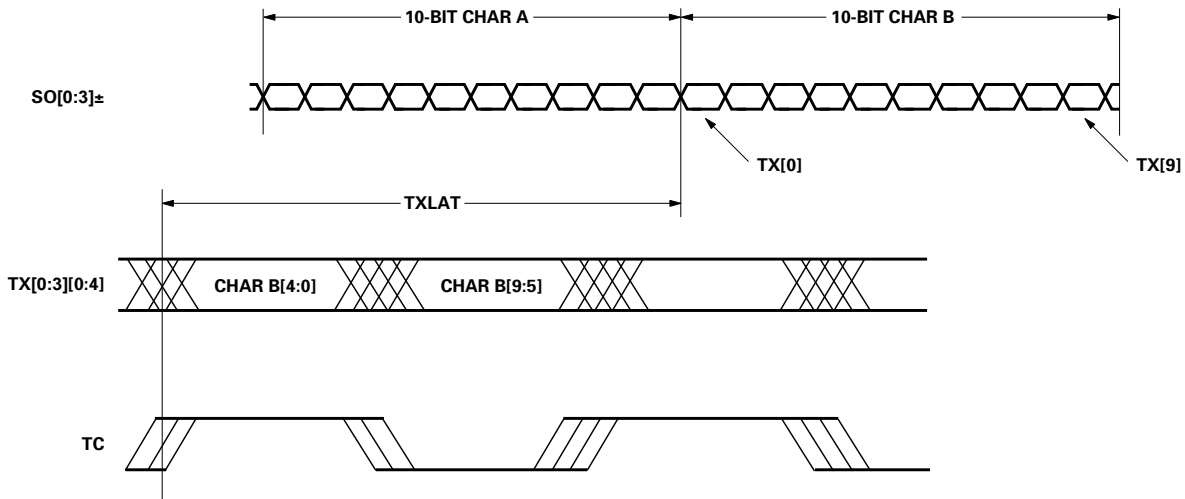 10-BIT CHAR A
10-BIT CHAR B
SO[0:3]±
TX[0]
TX[9]
TXLAT
TX[0:3][0:4]
CHAR B[4:0]
CHAR B[9:5]
TC